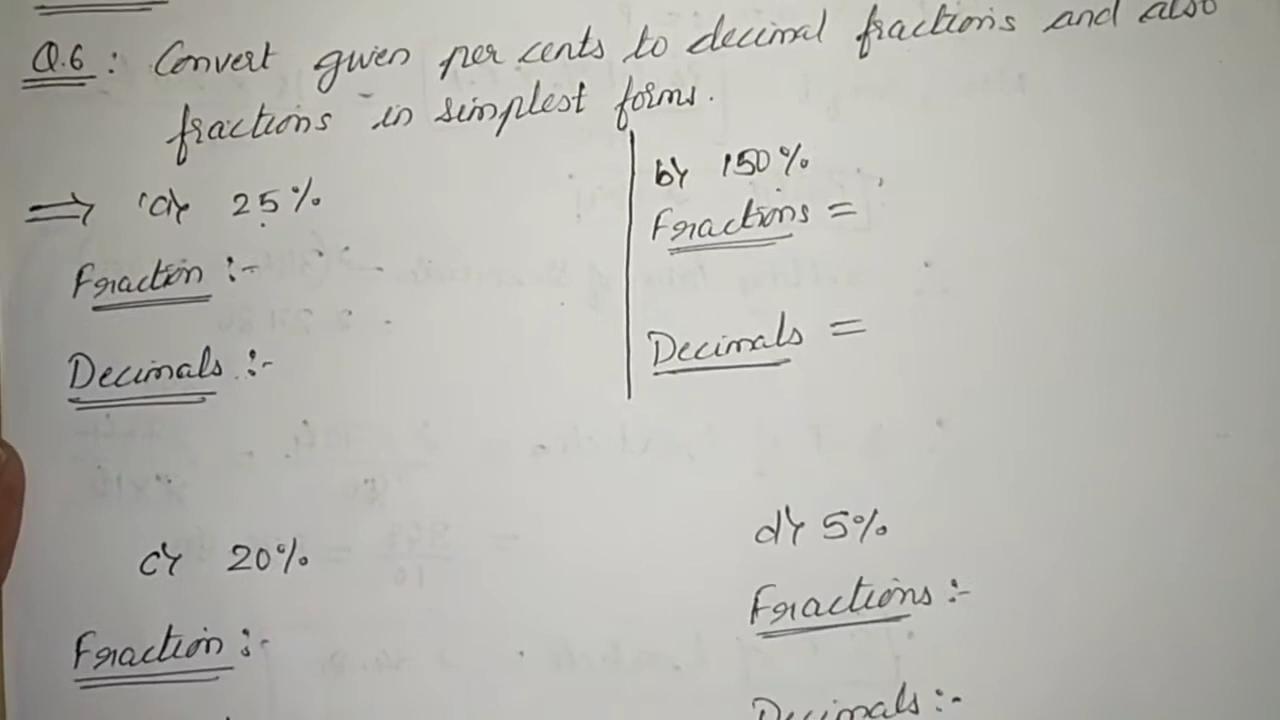 Q.6 : Convert given per cents to decimal fractions and also
fractions in simplest forms.
⇒ a) 25%
Fraction :-
Decimals :-
b) 150%
Fractions =
Decimals =
c) 20%
Fraction :-
d) 5%
Fractions :-
Decimals :-